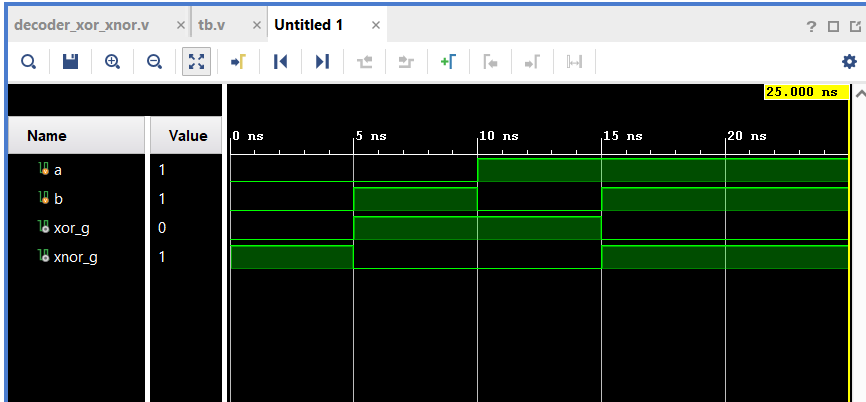 decoder_xor_xnor.v × tb.v × Untitled 1 × ?
25.000 ns
Name Value 0 ns 5 ns 10 ns 15 ns 20 ns
a 1
b 1
xor_g 0
xnor_g 1